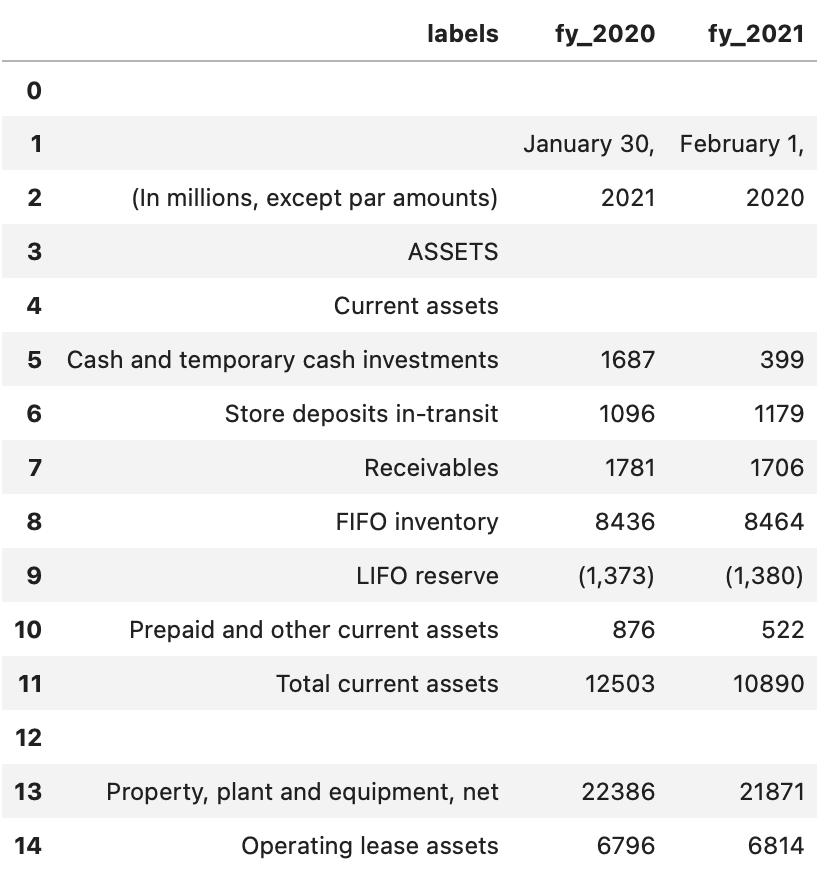 labels fy_2020 fy_2021
0
1 January 30, February 1,
2 (In millions, except par amounts) 2021 2020
3 ASSETS
4 Current assets
5 Cash and temporary cash investments 1687 399
6 Store deposits in-transit 1096 1179
7 Receivables 1781 1706
8 FIFO inventory 8436 8464
9 LIFO reserve (1,373) (1,380)
10 Prepaid and other current assets 876 522
11 Total current assets 12503 10890
12
13 Property, plant and equipment, net 22386 21871
14 Operating lease assets 6796 6814